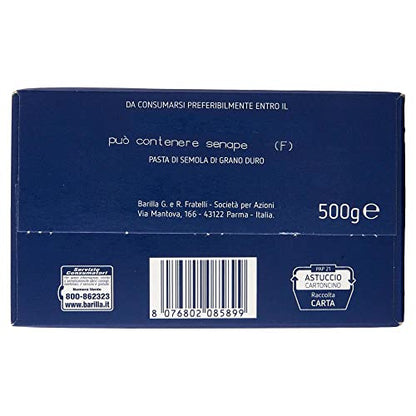 DA CONSUMARSI PREFERIBILMENTE ENTRO IL
può contenere senape (F)
PASTA DI SEMOLA DI GRANO DURO
Barilla G. e R. Fratelli - Società per Azioni
Via Mantova, 166 - 43122 Parma - Italia.
500g℮
Servizio
Consumatori
Numero Verde
800-862323
www.barilla.it
8 076802 085899
PAP 21
ASTUCCIO
CARTONCINO
Raccolta
CARTA